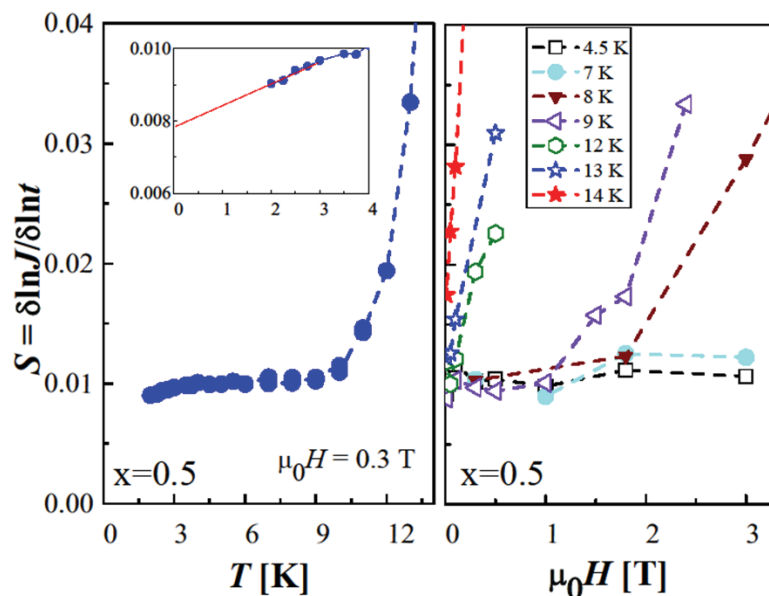 S = δlnJ/δlnt
0.04
0.03
0.02
0.01
0.00
0.010
0.008
0.006
0 1 2 3 4
x=0.5
μ0H = 0.3 T
0 3 6 9 12
T [K]
4.5 K
7 K
8 K
9 K
12 K
13 K
14 K
x=0.5
0 1 2 3
μ0H [T]